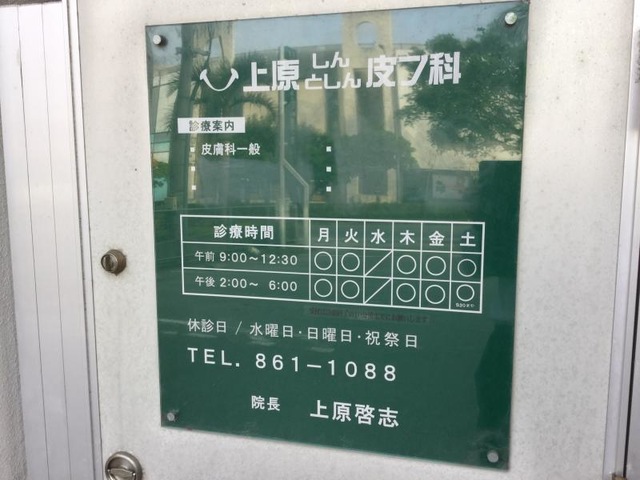 上原しんとしん皮フ科
診療案内
皮膚科一般
診療時間 月 火 水 木 金 土
午前 9:00〜12:30 ○ ○ ／ ○ ○ ○
午後 2:00〜 6:00 ○ ○ ／ ○ ○ ○
休診日 / 水曜日・日曜日・祝祭日
TEL. 861-1088
院長 上原啓志